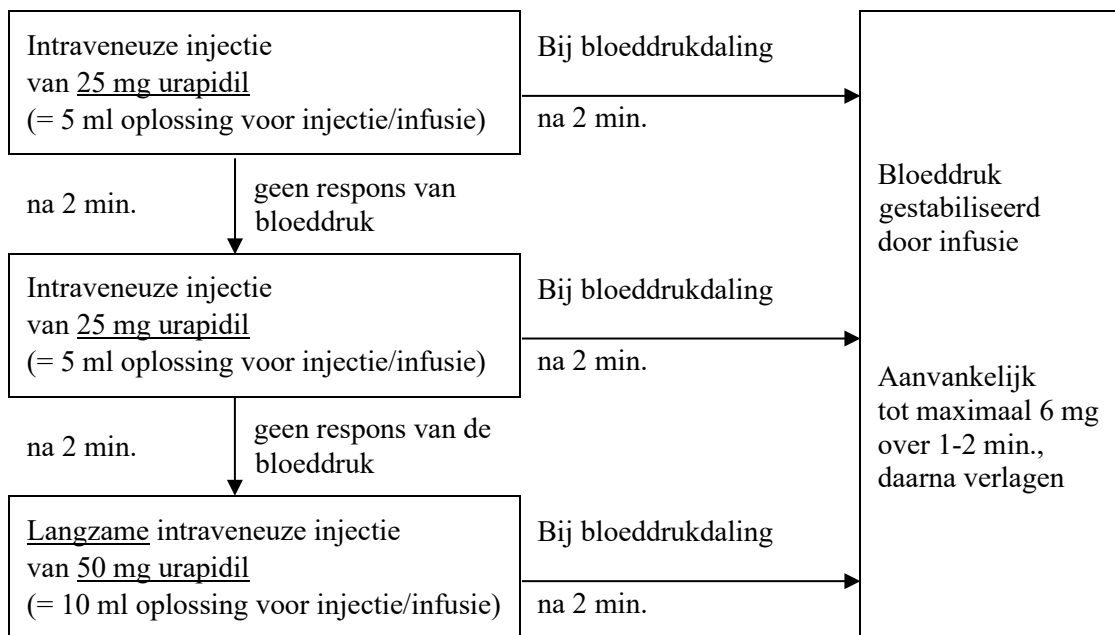 Intraveneuze injectie
van 25 mg urapidil
(= 5 ml oplossing voor injectie/infusie)
Bij bloeddrukdaling
na 2 min.
na 2 min.
geen respons van
bloeddruk
Intraveneuze injectie
van 25 mg urapidil
(= 5 ml oplossing voor injectie/infusie)
Bij bloeddrukdaling
na 2 min.
na 2 min.
geen respons van de
bloeddruk
Langzame intraveneuze injectie
van 50 mg urapidil
(= 10 ml oplossing voor injectie/infusie)
Bij bloeddrukdaling
na 2 min.
Bloeddruk
gestabiliseerd
door infusie
Aanvankelijk
tot maximaal 6 mg
over 1-2 min.,
daarna verlagen